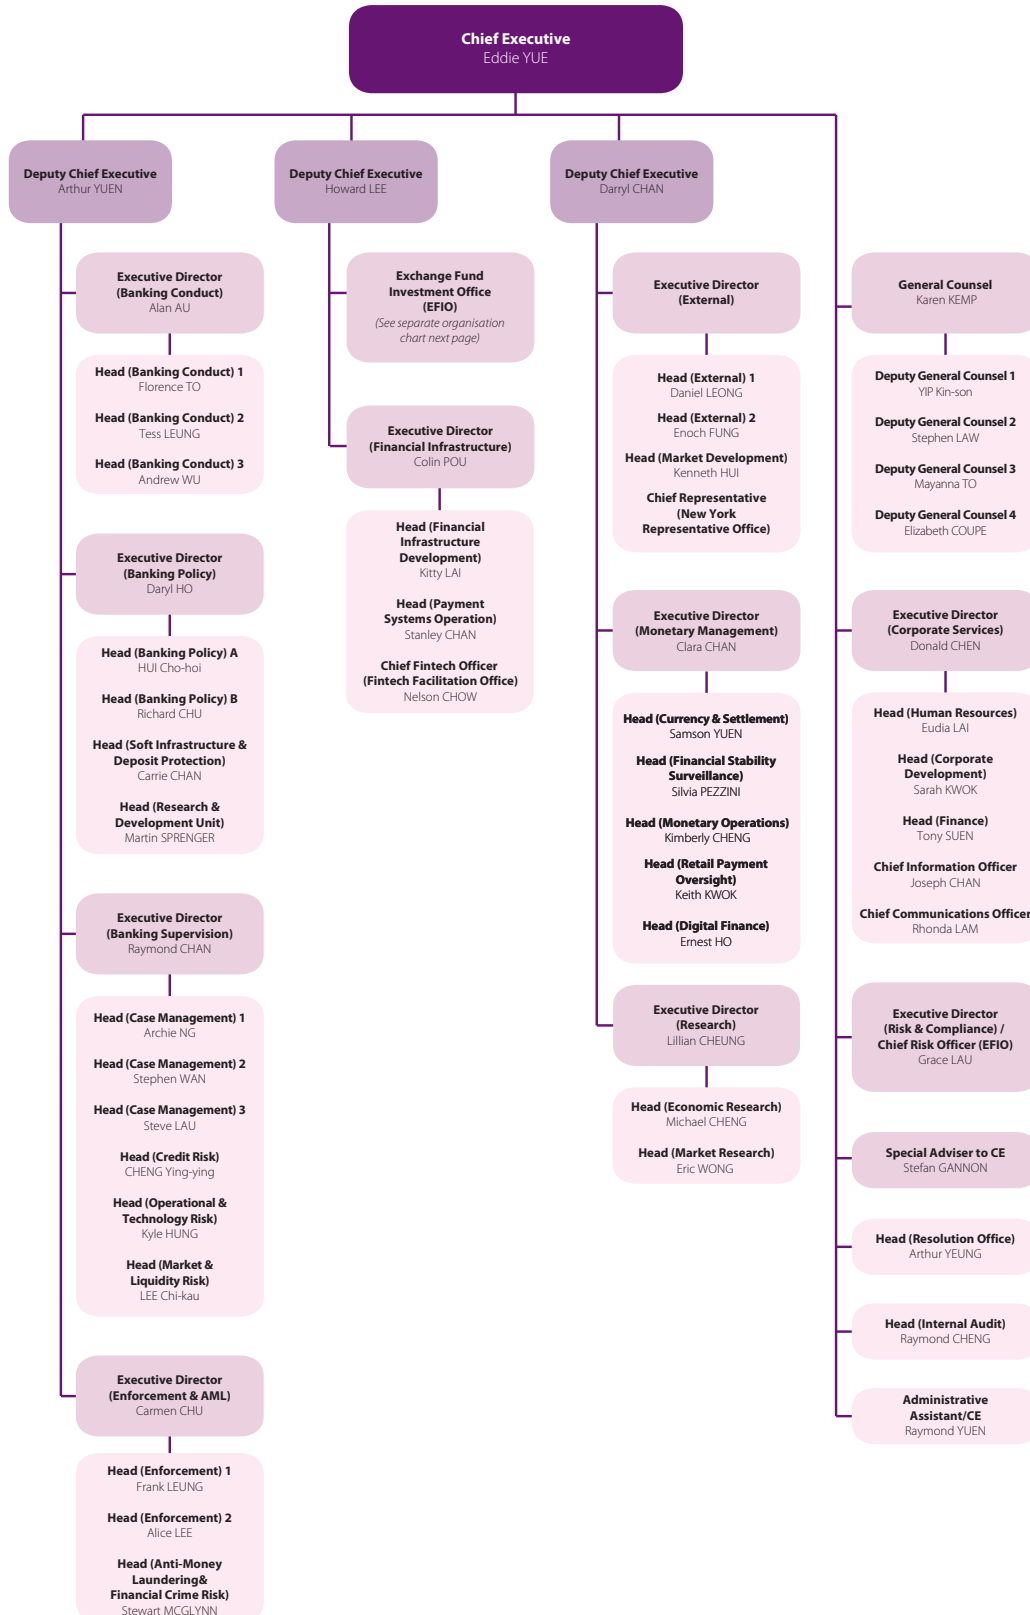 Chief Executive
Eddie YUE
Deputy Chief Executive
Arthur YUEN
Executive Director
(Banking Conduct)
Alan AU
Head (Banking Conduct) 1
Florence TO
Head (Banking Conduct) 2
Tess LEUNG
Head (Banking Conduct) 3
Andrew WU
Executive Director
(Banking Policy)
Daryl HO
Head (Banking Policy) A
HUI Cho-hoi
Head (Banking Policy) B
Richard CHU
Head (Soft Infrastructure &
Deposit Protection)
Carrie CHAN
Head (Research &
Development Unit)
Martin SPRENGER
Executive Director
(Banking Supervision)
Raymond CHAN
Head (Case Management) 1
Archie NG
Head (Case Management) 2
Stephen WAN
Head (Case Management) 3
Steve LAU
Head (Credit Risk)
CHENG Ying-ying
Head (Operational &
Technology Risk)
Kyle HUNG
Head (Market &
Liquidity Risk)
LEE Chi-kau
Executive Director
(Enforcement & AML)
Carmen CHU
Head (Enforcement) 1
Frank LEUNG
Head (Enforcement) 2
Alice LEE
Head (Anti-Money
Laundering&
Financial Crime Risk)
Stewart MCGLYNN
Deputy Chief Executive
Howard LEE
Exchange Fund
Investment Office
(EFIO)
(See separate organisation
chart next page)
Executive Director
(Financial Infrastructure)
Colin POU
Head (Financial
Infrastructure
Development)
Kitty LAI
Head (Payment
Systems Operation)
Stanley CHAN
Chief Fintech Officer
(Fintech Facilitation Office)
Nelson CHOW
Deputy Chief Executive
Darryl CHAN
Executive Director
(External)
Head (External) 1
Daniel LEONG
Head (External) 2
Enoch FUNG
Head (Market Development)
Kenneth HUI
Chief Representative
(New York
Representative Office)
Executive Director
(Monetary Management)
Clara CHAN
Head (Currency & Settlement)
Samson YUEN
Head (Financial Stability
Surveillance)
Silvia PEZZINI
Head (Monetary Operations)
Kimberly CHENG
Head (Retail Payment
Oversight)
Keith KWOK
Head (Digital Finance)
Ernest HO
Executive Director
(Research)
Lillian CHEUNG
Head (Economic Research)
Michael CHENG
Head (Market Research)
Eric WONG
General Counsel
Karen KEMP
Deputy General Counsel 1
YIP Kin-son
Deputy General Counsel 2
Stephen LAW
Deputy General Counsel 3
Mayanna TO
Deputy General Counsel 4
Elizabeth COUPE
Executive Director
(Corporate Services)
Donald CHEN
Head (Human Resources)
Eudia LAI
Head (Corporate
Development)
Sarah KWOK
Head (Finance)
Tony SUEN
Chief Information Officer
Joseph CHAN
Chief Communications Officer
Rhonda LAM
Executive Director
(Risk & Compliance) /
Chief Risk Officer (EFIO)
Grace LAU
Special Adviser to CE
Stefan GANNON
Head (Resolution Office)
Arthur YEUNG
Head (Internal Audit)
Raymond CHENG
Administrative
Assistant/CE
Raymond YUEN